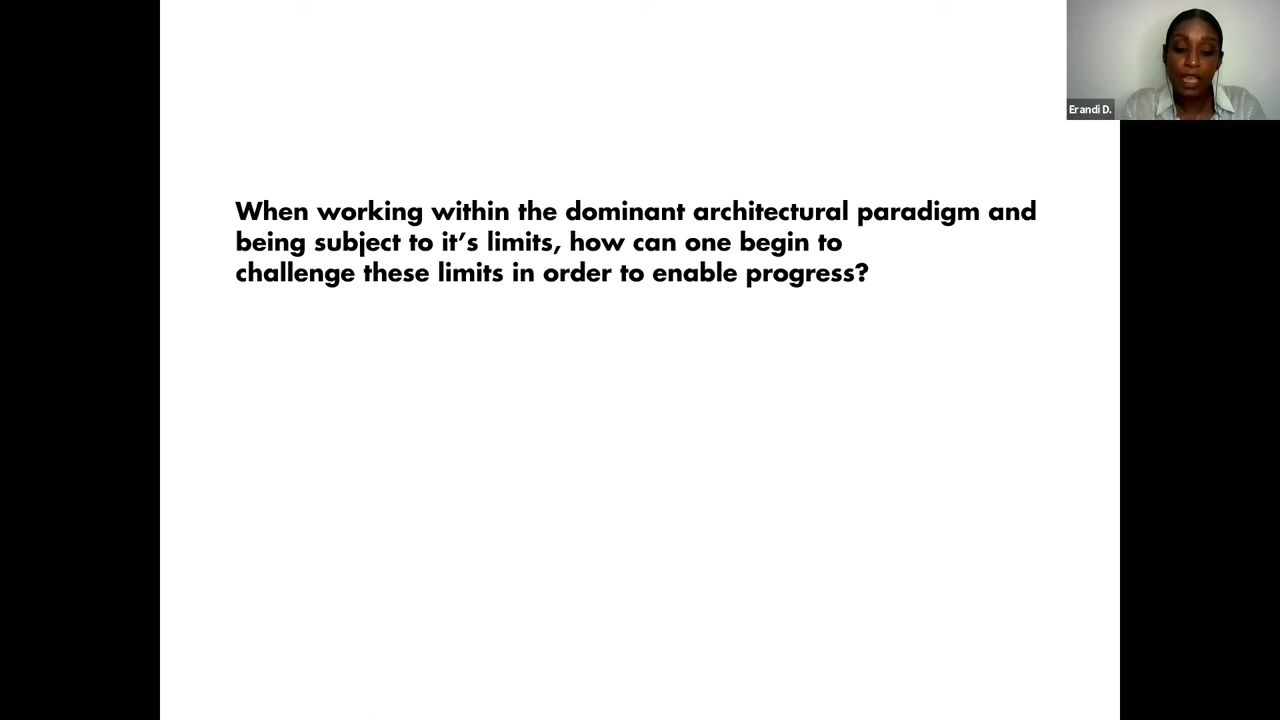 Erandi D.
When working within the dominant architectural paradigm and
being subject to it’s limits, how can one begin to
challenge these limits in order to enable progress?